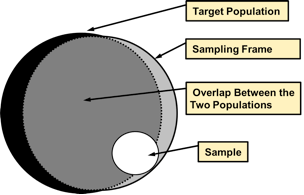 Target Population
Sampling Frame
Overlap Between the
Two Populations
Sample